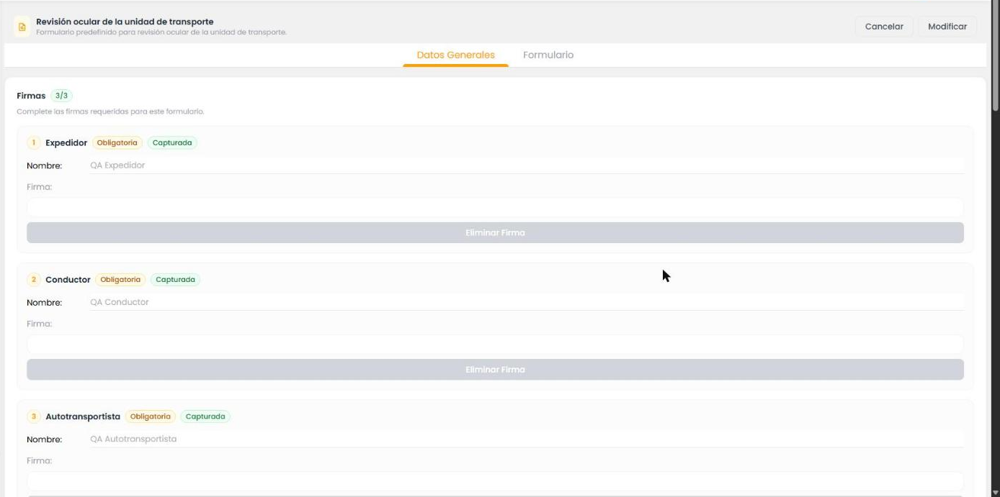 Revisión ocular de la unidad de transporte
Formulario predefinido para revisión ocular de la unidad de transporte.
Cancelar
Modificar
Datos Generales
Formulario
Firmas 3/3
Complete las firmas requeridas para este formulario.
1 Expedidor Obligatoria Capturada
Nombre: QA Expedidor
Firma:
Eliminar Firma
2 Conductor Obligatoria Capturada
Nombre: QA Conductor
Firma:
Eliminar Firma
3 Autotransportista Obligatoria Capturada
Nombre: QA Autotransportista
Firma: